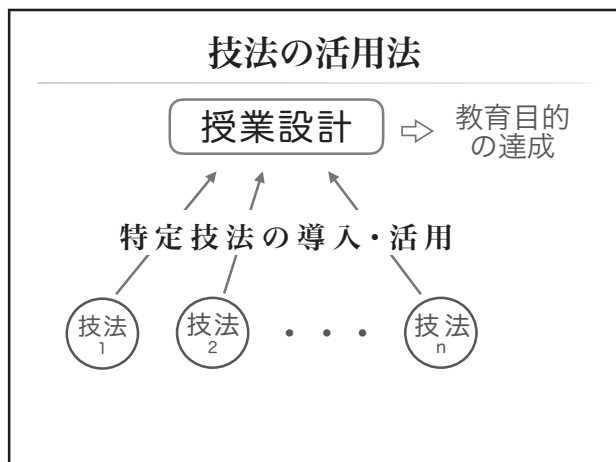 技法の活用法
授業設計
教育目的
の達成
特定技法の導入・活用
技法
1
技法
2
・・・
技法
n